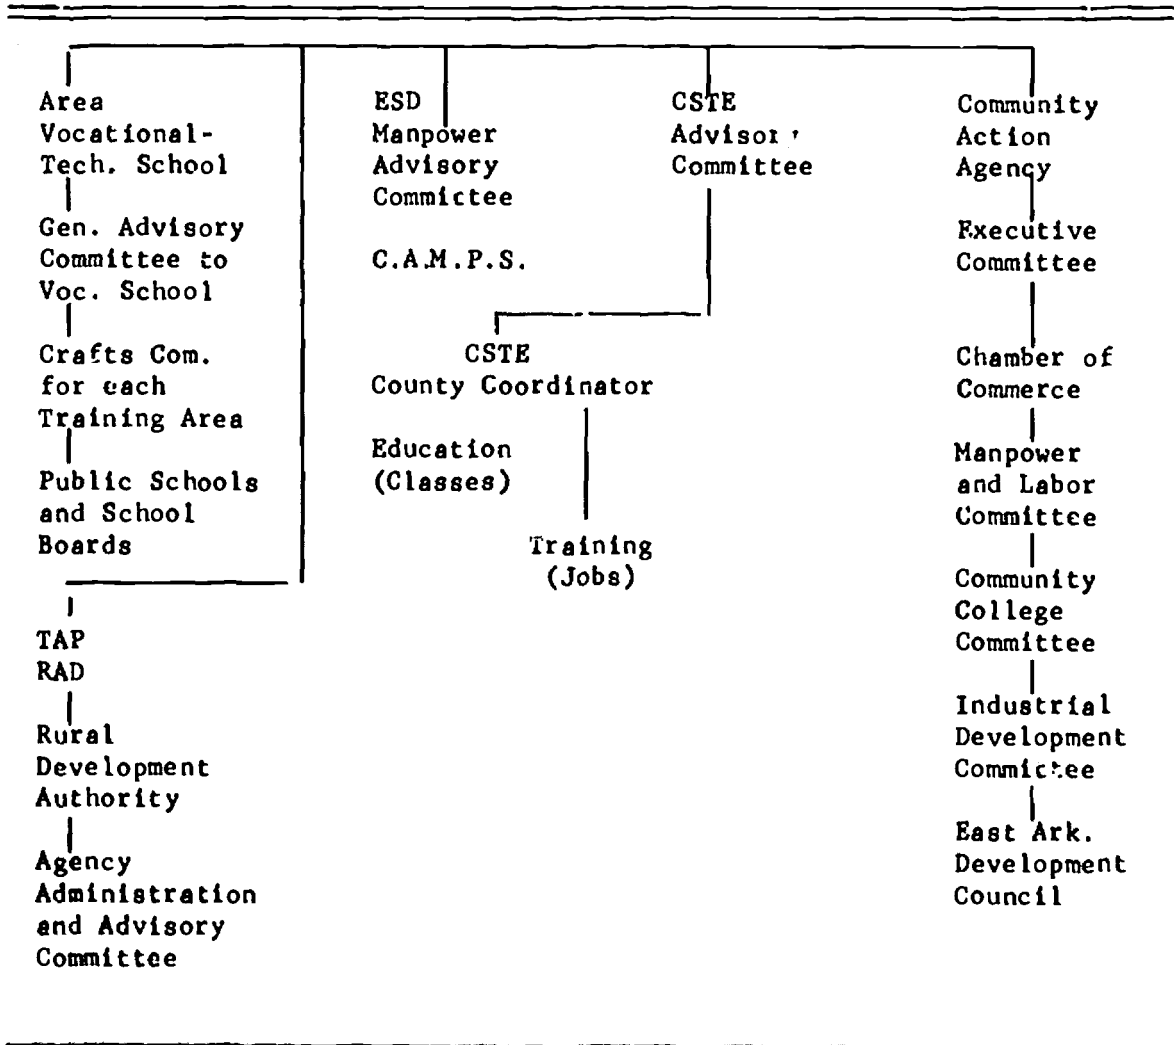 Area
Vocational-
Tech. School
Gen. Advisory
Committee to
Voc. School
Crafts Com.
for each
Training Area
Public Schools
and School
Boards
TAP
RAD
Rural
Development
Authority
Agency
Administration
and Advisory
Committee
ESD
Manpower
Advisory
Committee
C.A.M.P.S.
CSTE
Advisory
Committee
CSTE
County Coordinator
Education
(Classes)
Training
(Jobs)
Community
Action
Agency
Executive
Committee
Chamber of
Commerce
Manpower
and Labor
Committee
Community
College
Committee
Industrial
Development
Committee
East Ark.
Development
Council